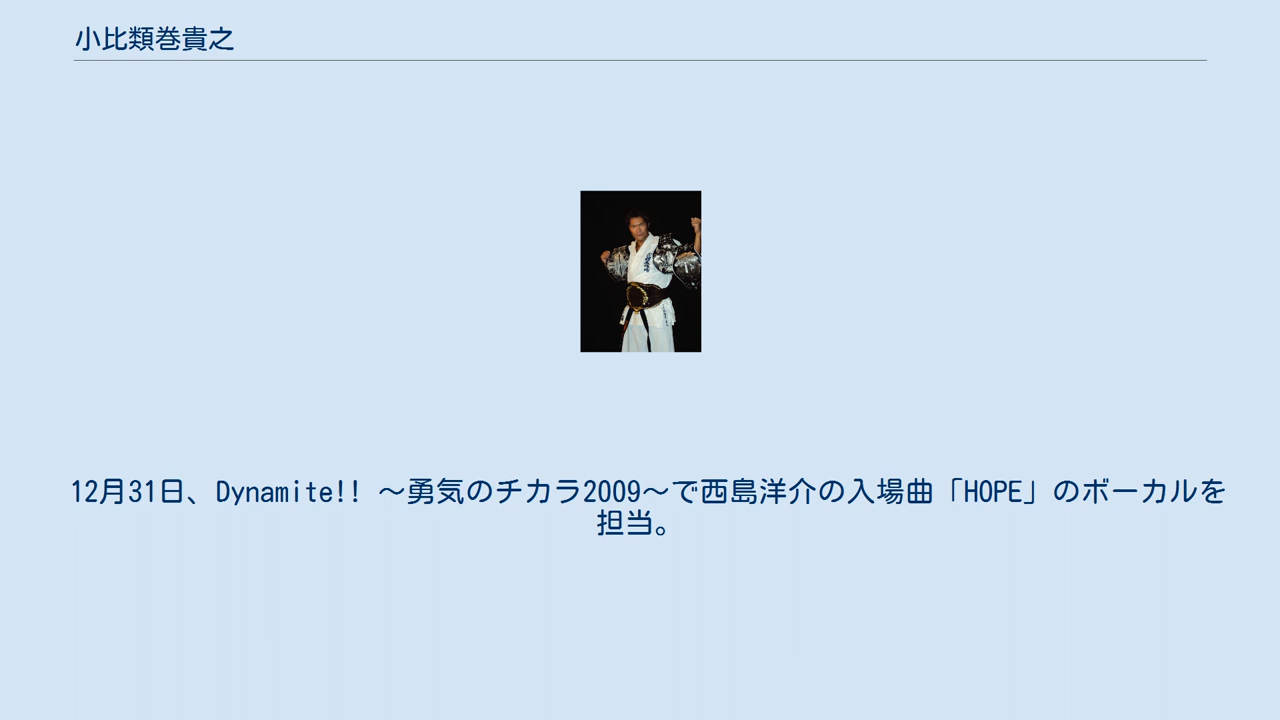 小比類巻貴之
12月31日、Dynamite!! ～勇気のチカラ2009～で西島洋介の入場曲「HOPE」のボーカルを
担当。